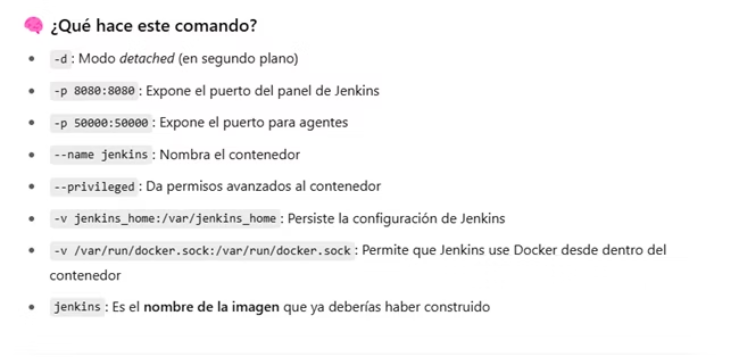 🧠 ¿Qué hace este comando?
• -d : Modo detached (en segundo plano)
• -p 8080:8080 : Expone el puerto del panel de Jenkins
• -p 50000:50000 : Expone el puerto para agentes
• --name jenkins : Nombra el contenedor
• --privileged : Da permisos avanzados al contenedor
• -v jenkins_home:/var/jenkins_home : Persiste la configuración de Jenkins
• -v /var/run/docker.sock:/var/run/docker.sock : Permite que Jenkins use Docker desde dentro del
contenedor
• jenkins : Es el nombre de la imagen que ya deberías haber construido